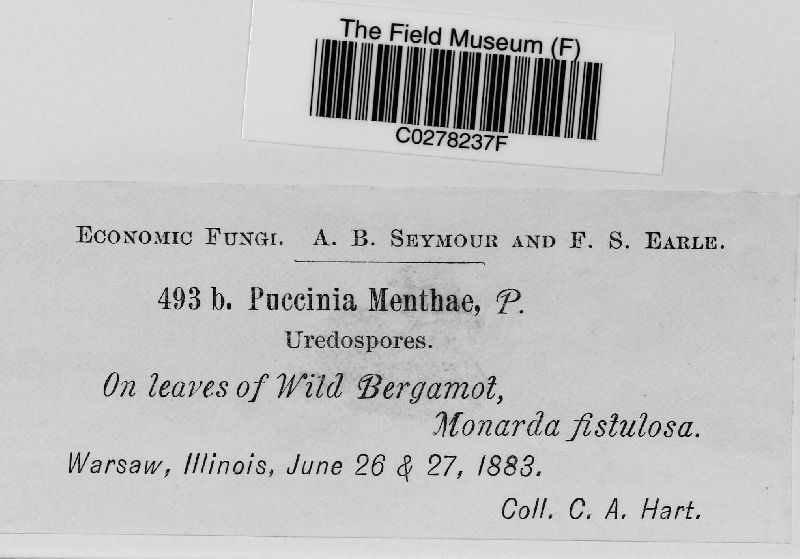 The Field Museum (F)
C0278237F
Economic Fungi. A. B. Seymour and F. S. Earle.
493 b. Puccinia Menthae, P.
Uredospores.
On leaves of Wild Bergamot,
Monarda fistulosa.
Warsaw, Illinois, June 26 & 27, 1883.
Coll. C. A. Hart.